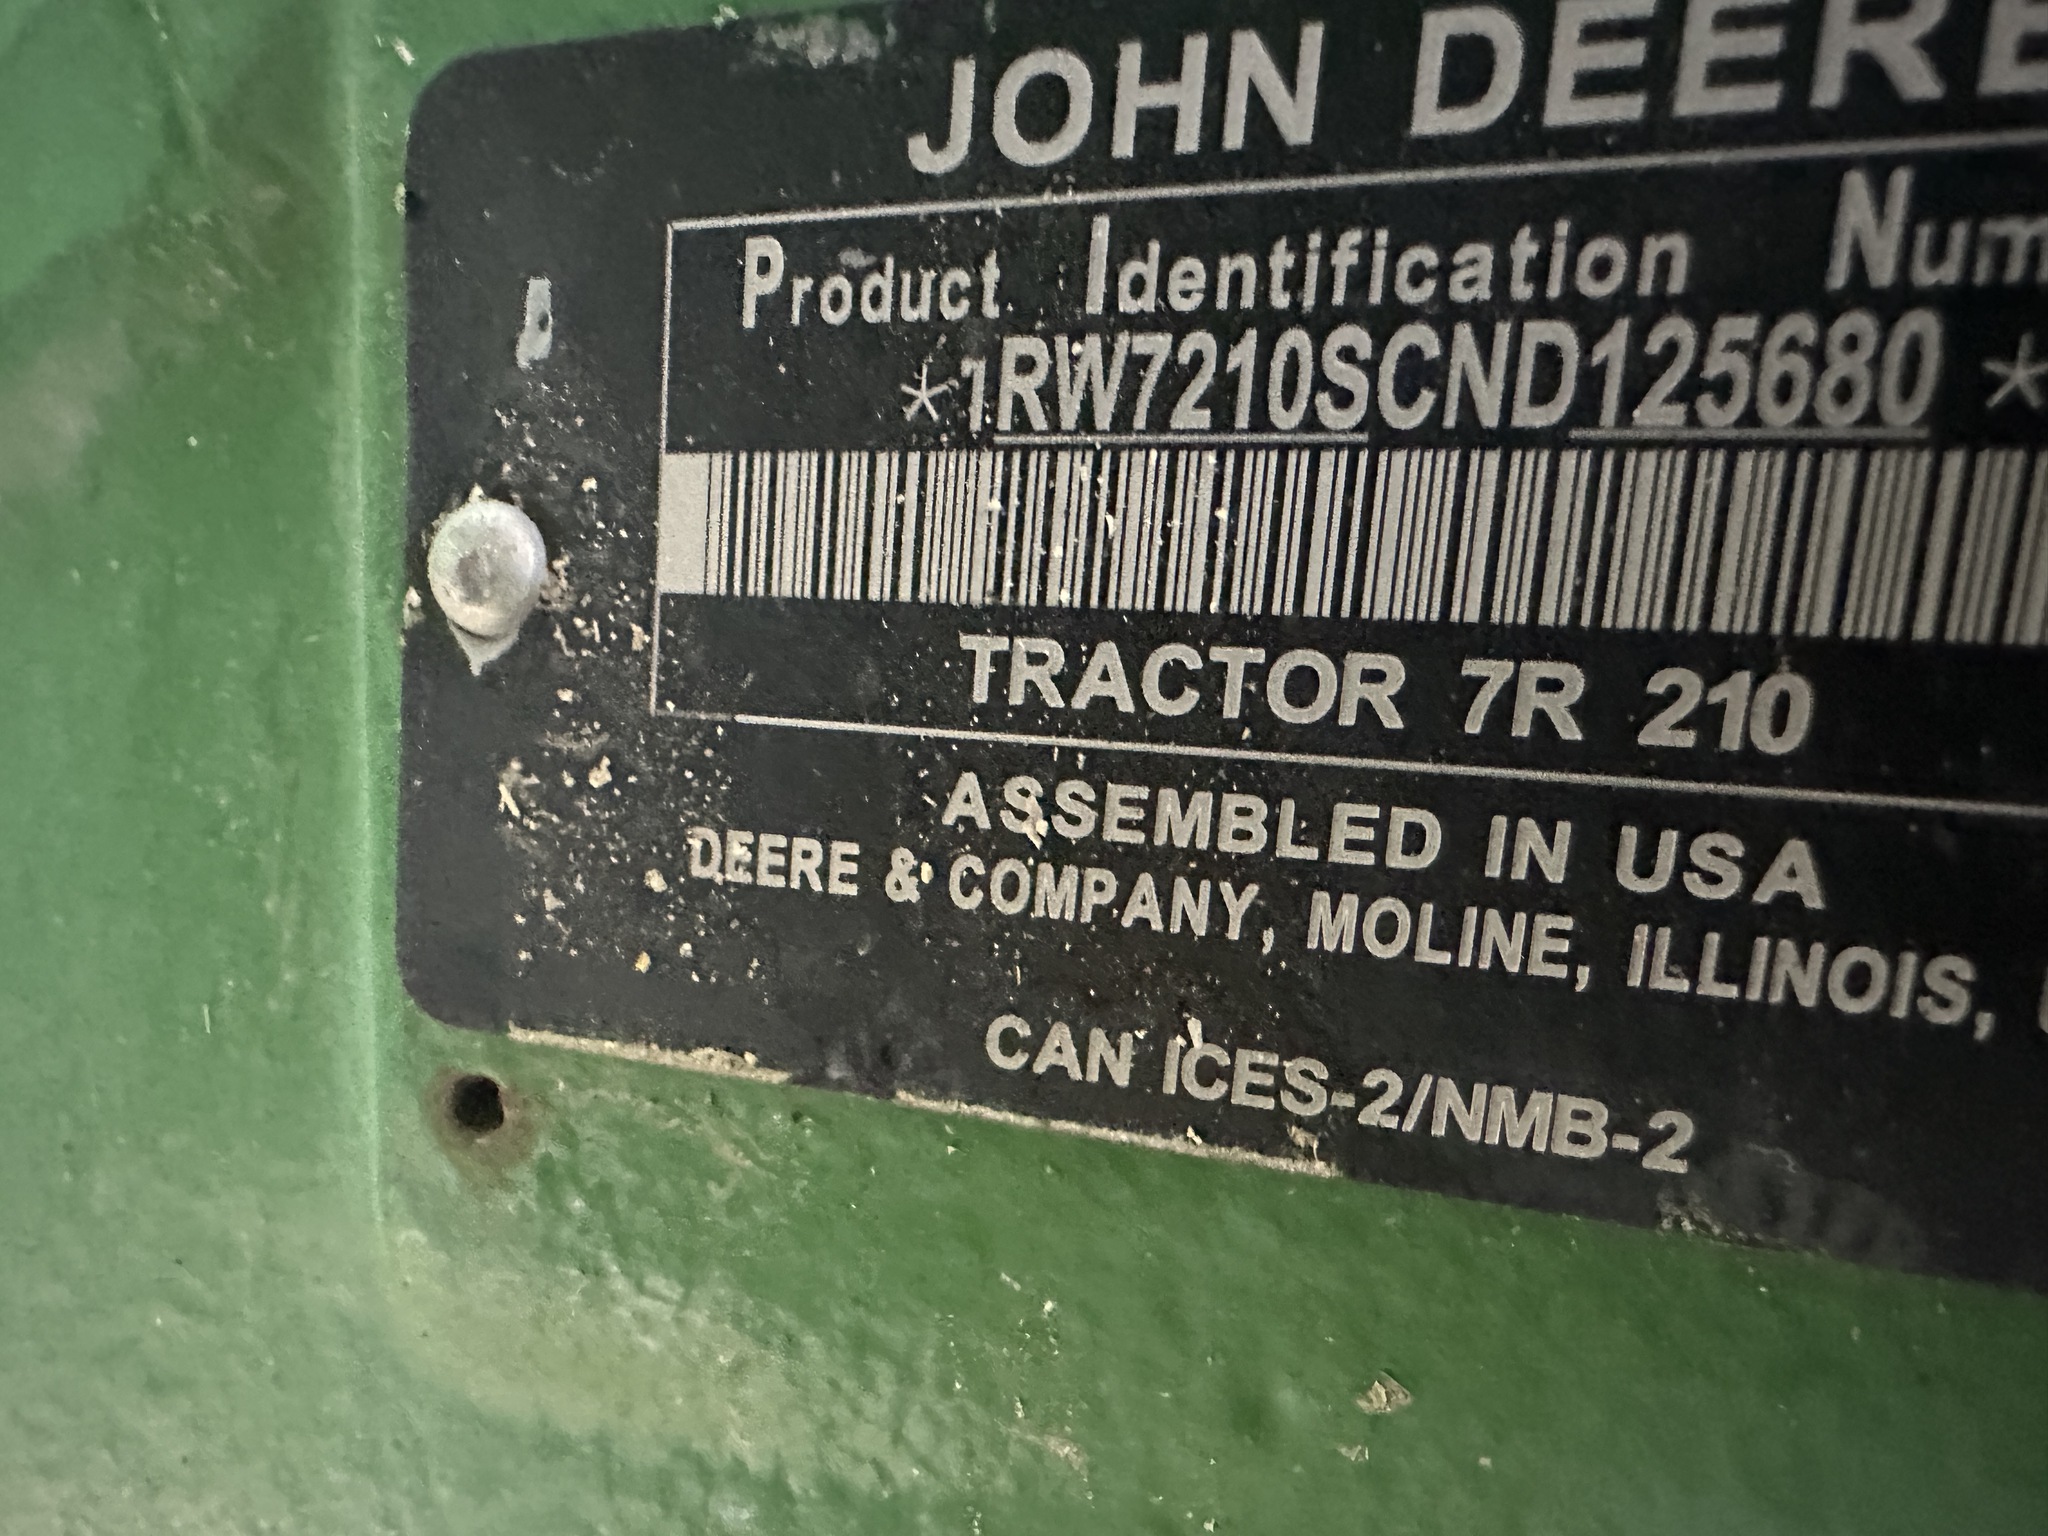 JOHN DEERE
Product Identification Num
*1RW7210SCND125680*
TRACTOR 7R 210
ASSEMBLED IN USA
DEERE & COMPANY, MOLINE, ILLINOIS,
CAN ICES-2/NMB-2